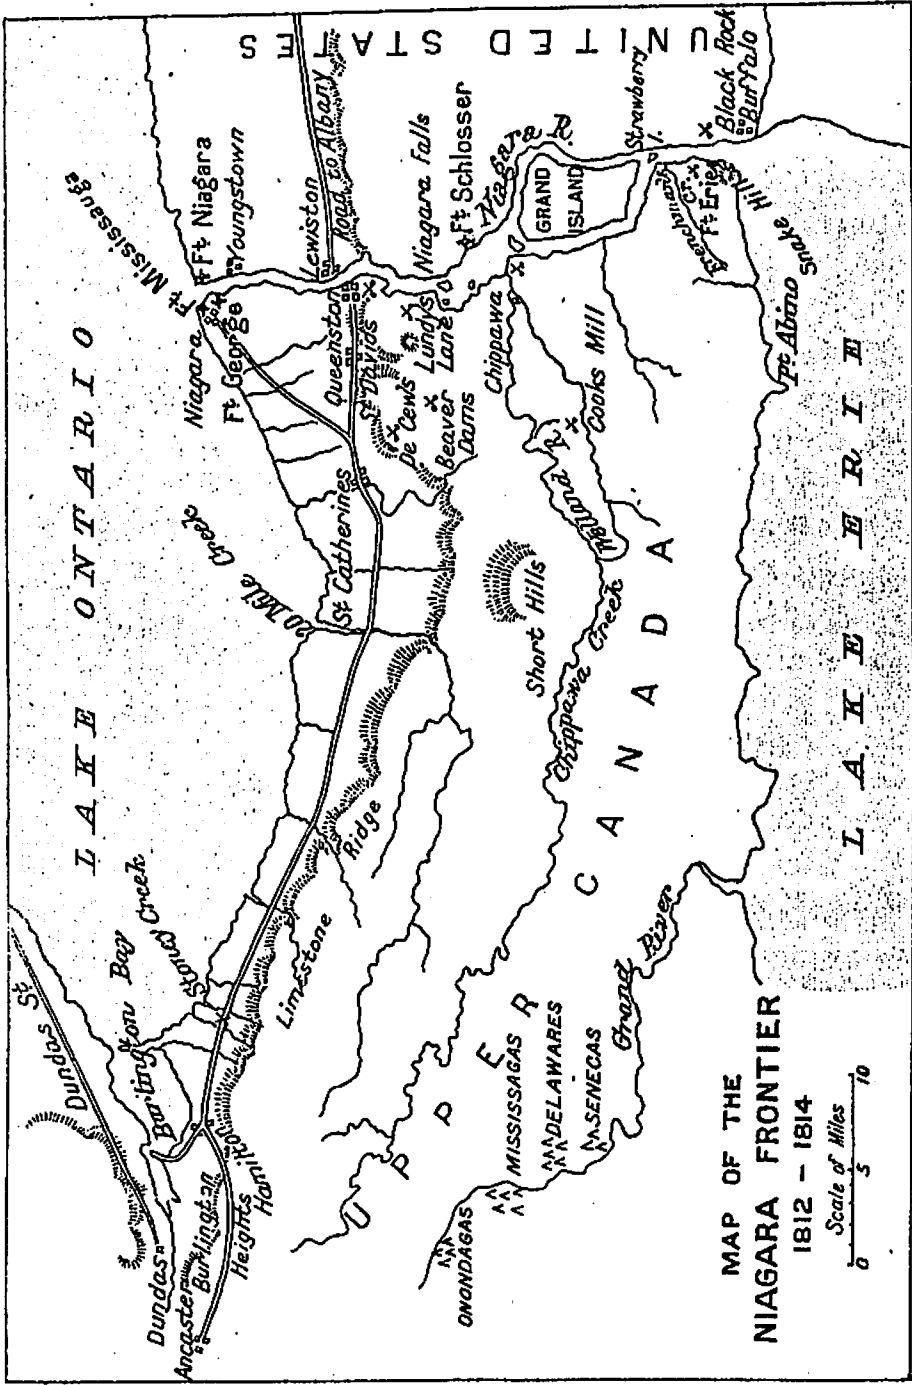 LAKE ONTARIO
UNITED STATES
Ft. Mississauga
Ft Niagara
Youngstown
Niagara
Ft George
Lewiston
Road to Albany
Queenston
St Davids
Niagara Falls
Ft Schlosser
Niagara R.
GRAND
ISLAND
Strawberry
I.
Black Rock
Buffalo
Frenchmans
Cr.
Ft Erie
Snake Hill
Pt Abino
Lundys
Lane
Chippawa
De Cews
Beaver
Dams
Cooks Mill
Welland R.
St Catherines
20 Mile Creek
Short Hills
Chippawa Creek
Limestone
Ridge
Stoney Creek
Burlington Bay
Dundas St
Dundas
Ancaster
Burlington
Heights
Hamilton
UPPER
CANADA
Grand River
MISSISSAGAS
DELAWARES
SENECAS
ONONDAGAS
LAKE ERIE
MAP OF THE
NIAGARA FRONTIER
1812 - 1814
Scale of Miles
0 5 10